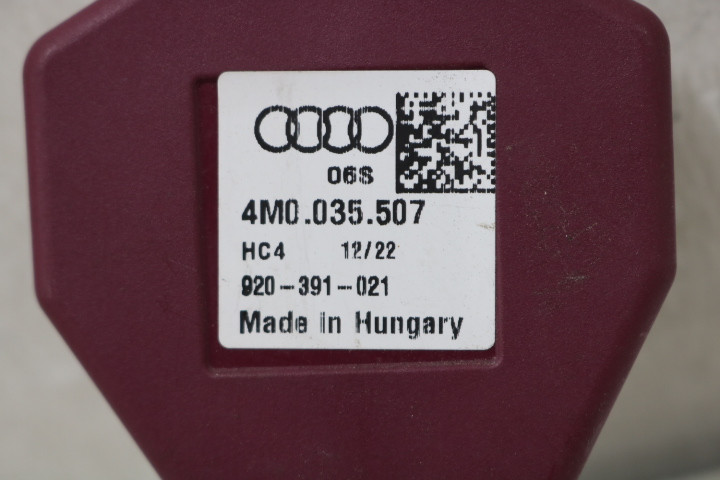 06S
4M0.035.507
HC4 12/22
920-391-021
Made in Hungary